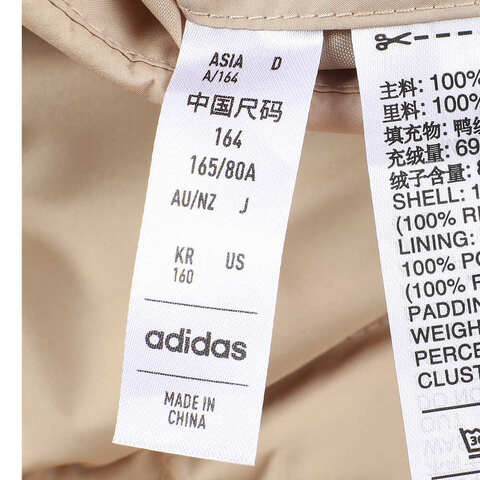 ASIA D
A/164
中国尺码
164
165/80A
AU/NZ J
KR US
160
adidas
MADE IN
CHINA
主料: 100%
里料: 100%
填充物: 鸭
充绒量: 69
绒子含量:
SHELL: 1
(100% RE
LINING:
100% PO
(100% R
PADDIN
WEIGH
PERCE
CLUST
30